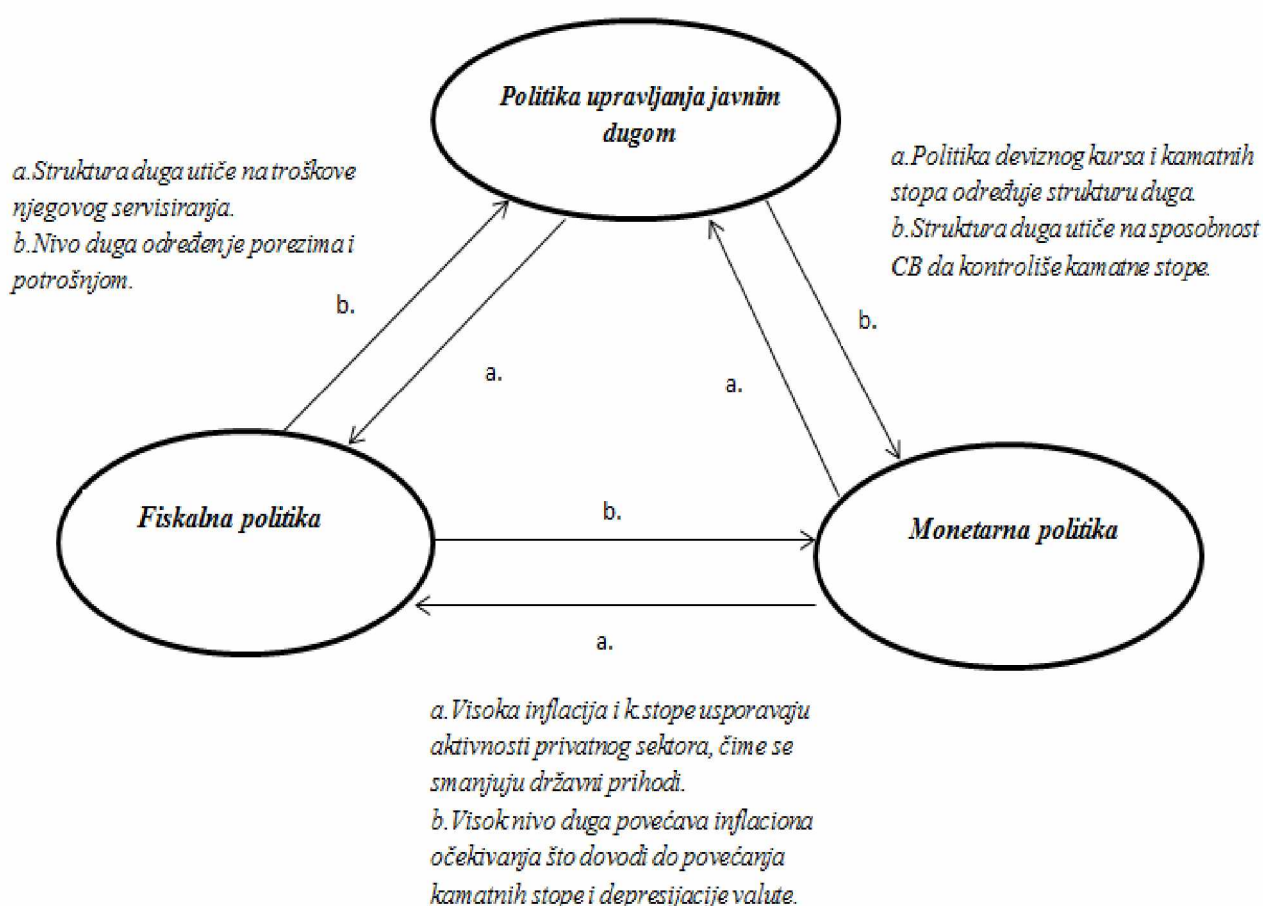 Politika upravljanja javnim
dugom
a.Struktura duga utiče na troškove
njegovog servisiranja.
b.Nivo duga određen je porezima i
potrošnjom.
a.Politika deviznog kursa i kamatnih
stopa određuje strukturu duga.
b.Struktura duga utiče na sposobnost
CB da kontroliše kamatne stope.
b.
a.
a.
b.
Fiskalna politika
b.
Monetarna politika
a.
a.Visoka inflacija i k.stope usporavaju
aktivnosti privatnog sektora, čime se
smanjuju državni prihodi.
b.Visok nivo duga povećava inflaciona
očekivanja što dovodi do povećanja
kamatnih stope i depresijacije valute.